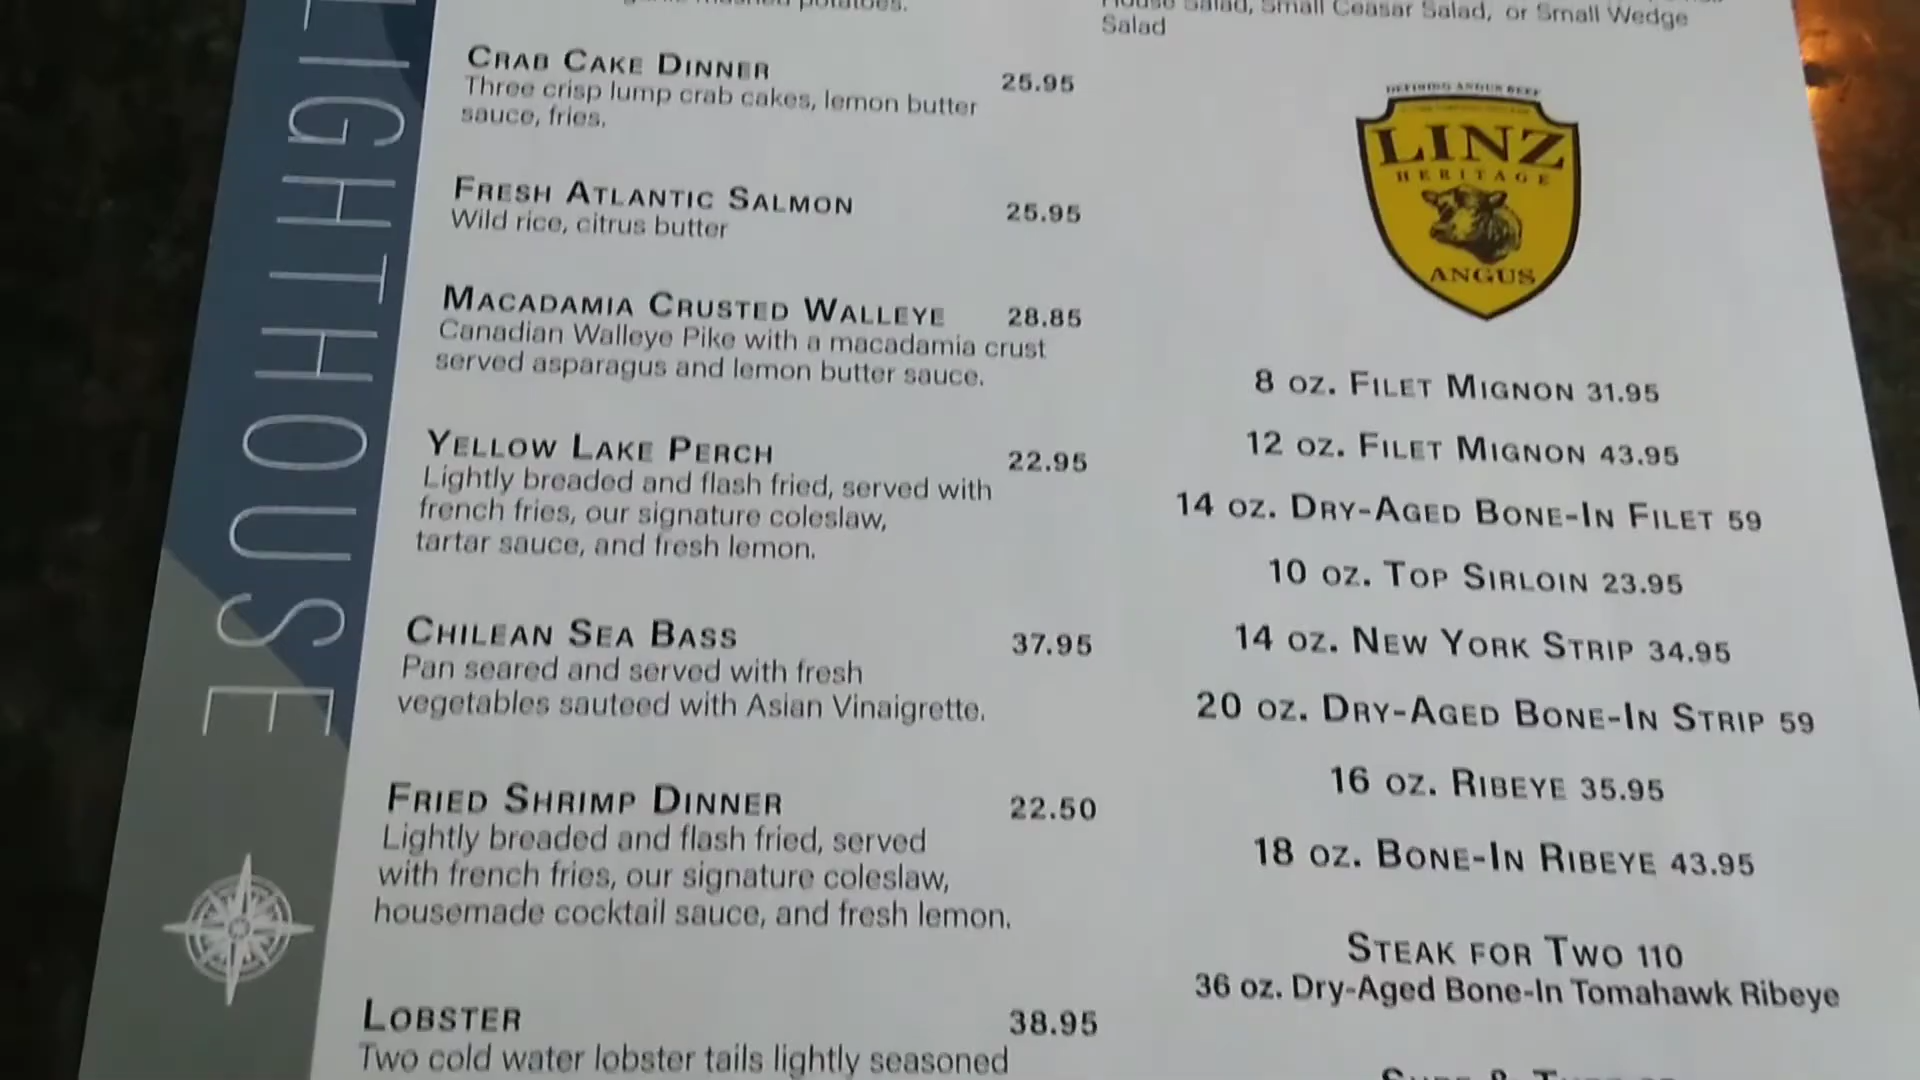 LIGHTHOUSE
mashed potatoes.
CRAB CAKE DINNER 25.95
Three crisp lump crab cakes, lemon butter
sauce, fries.
FRESH ATLANTIC SALMON 25.95
Wild rice, citrus butter
MACADAMIA CRUSTED WALLEYE 28.85
Canadian Walleye Pike with a macadamia crust
served asparagus and lemon butter sauce.
YELLOW LAKE PERCH 22.95
Lightly breaded and flash fried, served with
french fries, our signature coleslaw,
tartar sauce, and fresh lemon.
CHILEAN SEA BASS 37.95
Pan seared and served with fresh
vegetables sauteed with Asian Vinaigrette.
FRIED SHRIMP DINNER 22.50
Lightly breaded and flash fried, served
with french fries, our signature coleslaw,
housemade cocktail sauce, and fresh lemon.
LOBSTER 38.95
Two cold water lobster tails lightly seasoned
House Salad, Small Ceasar Salad, or Small Wedge
Salad
DEFINING ANGUS BEEF
LINZ
HERITAGE
ANGUS
8 OZ. FILET MIGNON 31.95
12 OZ. FILET MIGNON 43.95
14 OZ. DRY-AGED BONE-IN FILET 59
10 OZ. TOP SIRLOIN 23.95
14 OZ. NEW YORK STRIP 34.95
20 OZ. DRY-AGED BONE-IN STRIP 59
16 OZ. RIBEYE 35.95
18 OZ. BONE-IN RIBEYE 43.95
STEAK FOR TWO 110
36 oz. Dry-Aged Bone-In Tomahawk Ribeye